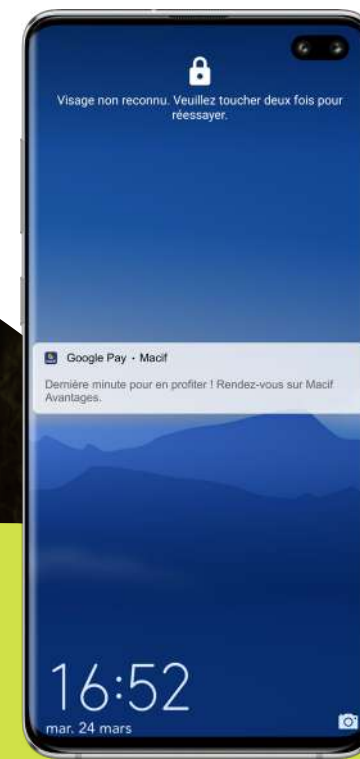 Visage non reconnu. Veuillez toucher deux fois pour
réessayer.
Google Pay · Macif
Dernière minute pour en profiter ! Rendez-vous sur Macif
Avantages.
16:52
mar. 24 mars